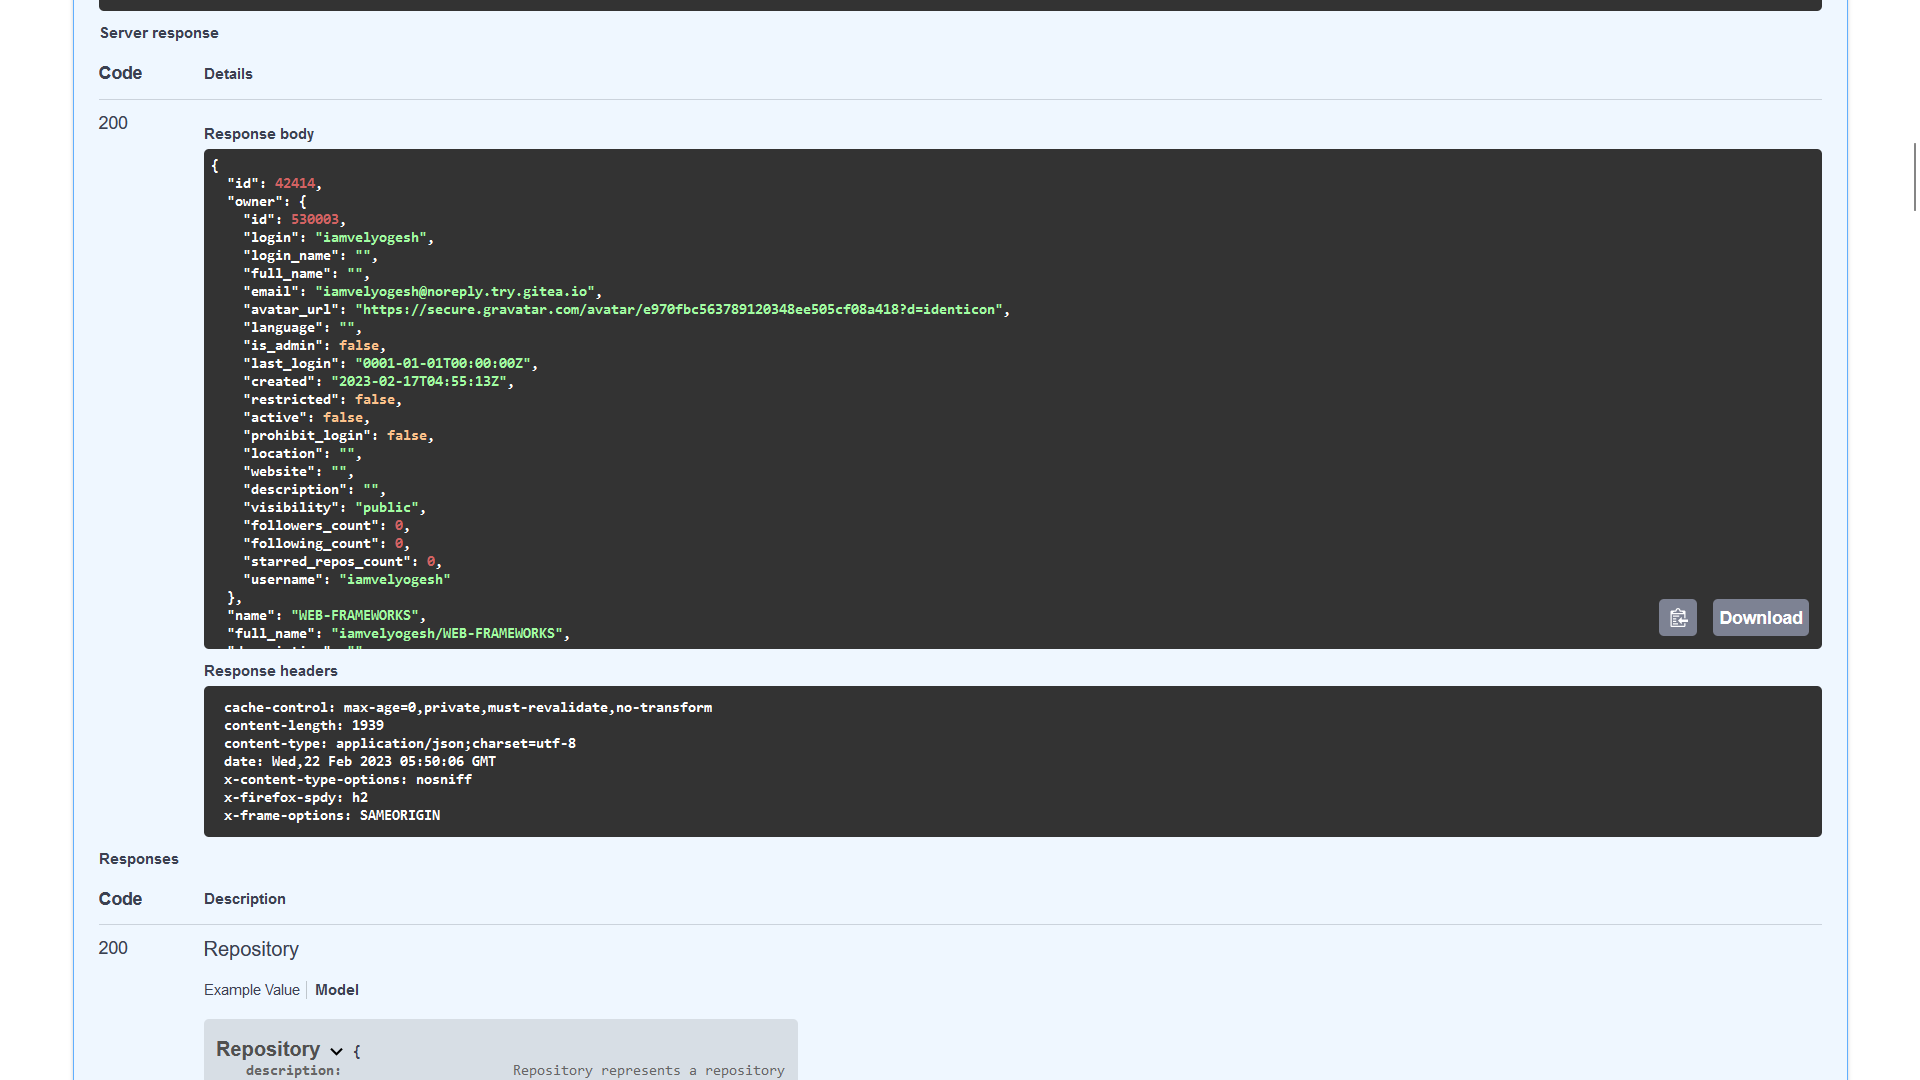 Server response
Code Details
200
Response body
{
"id": 42414,
"owner": {
"id": 530003,
"login": "iamvelyogesh",
"login_name": "",
"full_name": "",
"email": "iamvelyogesh@noreply.try.gitea.io",
"avatar_url": "https://secure.gravatar.com/avatar/e970fbc563789120348ee505cf08a418?d=identicon",
"language": "",
"is_admin": false,
"last_login": "0001-01-01T00:00:00Z",
"created": "2023-02-17T04:55:13Z",
"restricted": false,
"active": false,
"prohibit_login": false,
"location": "",
"website": "",
"description": "",
"visibility": "public",
"followers_count": 0,
"following_count": 0,
"starred_repos_count": 0,
"username": "iamvelyogesh"
},
"name": "WEB-FRAMEWORKS",
"full_name": "iamvelyogesh/WEB-FRAMEWORKS",
Download
Response headers
cache-control: max-age=0,private,must-revalidate,no-transform
content-length: 1939
content-type: application/json;charset=utf-8
date: Wed,22 Feb 2023 05:50:06 GMT
x-content-type-options: nosniff
x-firefox-spdy: h2
x-frame-options: SAMEORIGIN
Responses
Code Description
200 Repository
Example Value Model
Repository {
description: Repository represents a repository